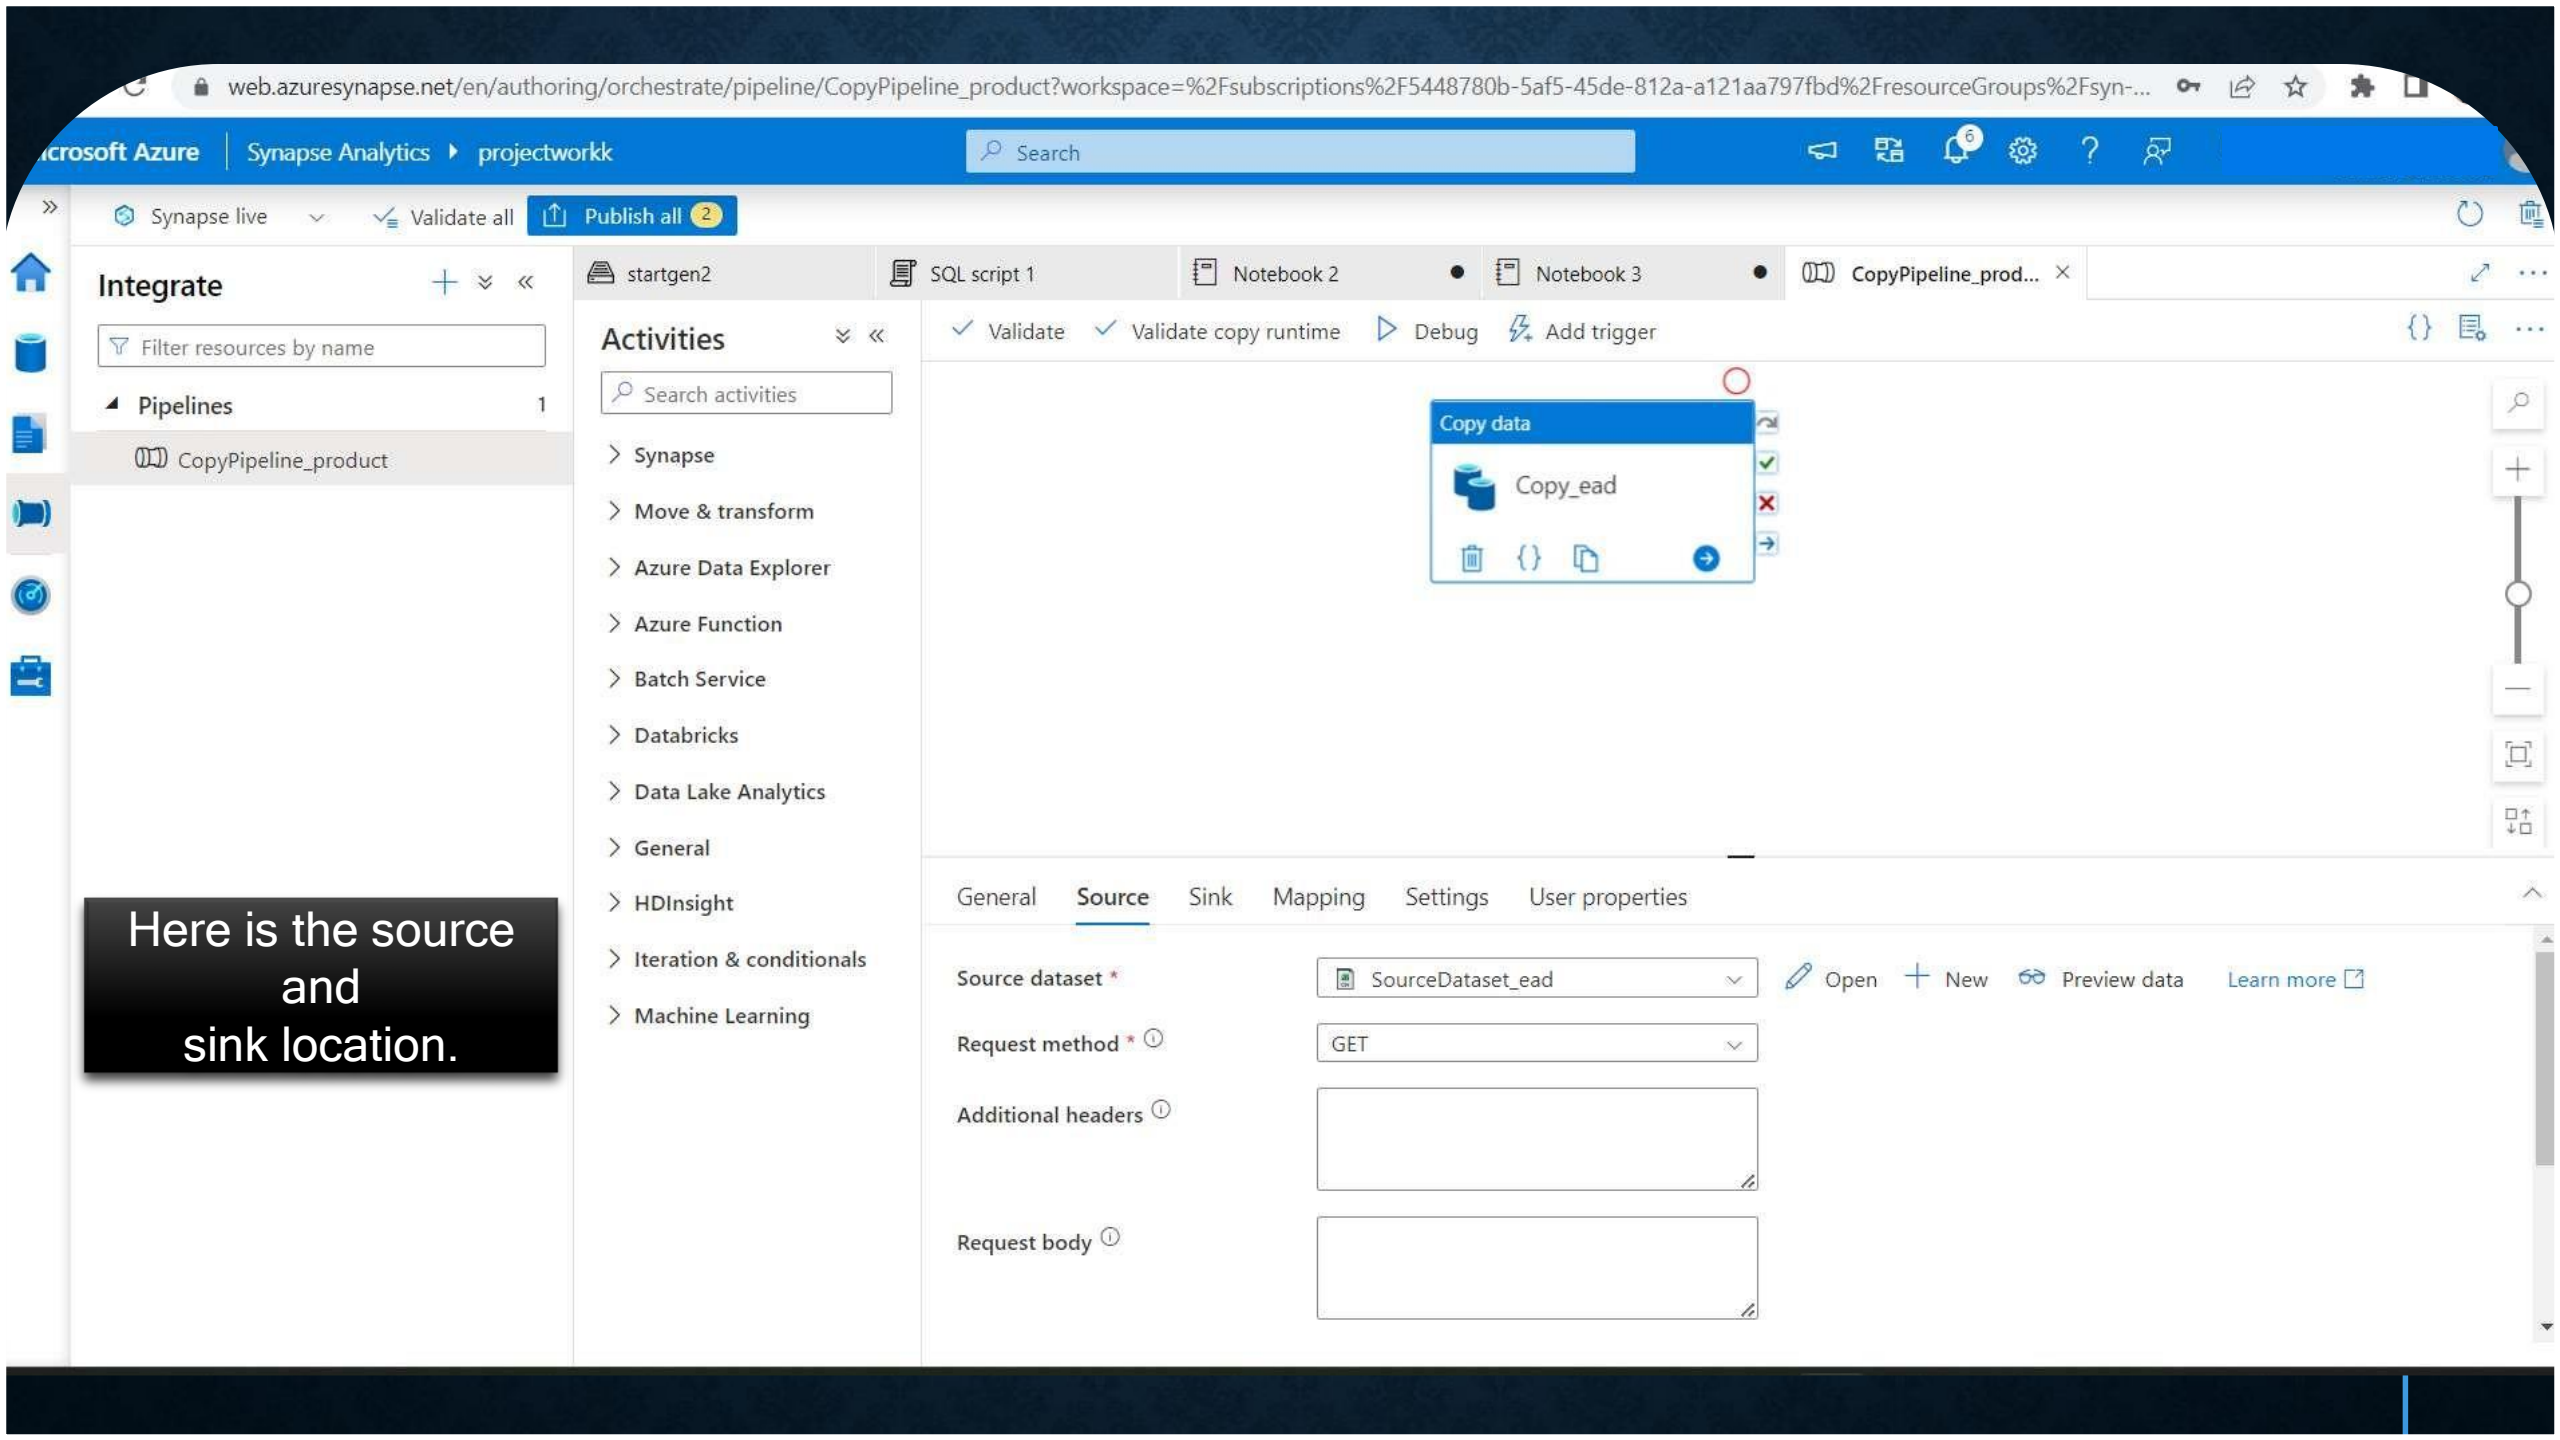 web.azuresynapse.net/en/authoring/orchestrate/pipeline/CopyPipeline_product?workspace=%2Fsubscriptions%2F5448780b-5af5-45de-812a-a121aa797fbd%2FresourceGroups%2Fsyn-...
icrosoft Azure Synapse Analytics projectworkk Search 6 ?
Synapse live Validate all Publish all 2
Integrate
Filter resources by name
Pipelines 1
CopyPipeline_product
startgen2 SQL script 1 Notebook 2 Notebook 3 CopyPipeline_prod...
Activities
Search activities
Synapse
Move & transform
Azure Data Explorer
Azure Function
Batch Service
Databricks
Data Lake Analytics
General
HDInsight
Iteration & conditionals
Machine Learning
Validate Validate copy runtime Debug Add trigger
Copy data
Copy_ead
General Source Sink Mapping Settings User properties
Source dataset * SourceDataset_ead Open New Preview data Learn more
Request method * GET
Additional headers
Request body
Here is the source
and
sink location.